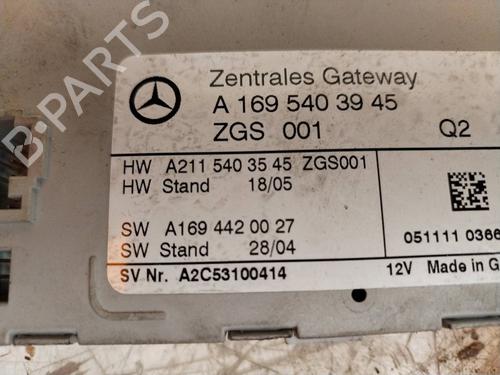 B-PARTS
Zentrales Gateway
A 169 540 39 45
ZGS 001 Q2
HW A211 540 35 45 ZGS001
HW Stand 18/05
SW A169 442 00 27
SW Stand 28/04
051111 0366
SV Nr. A2C53100414
12V Made in G